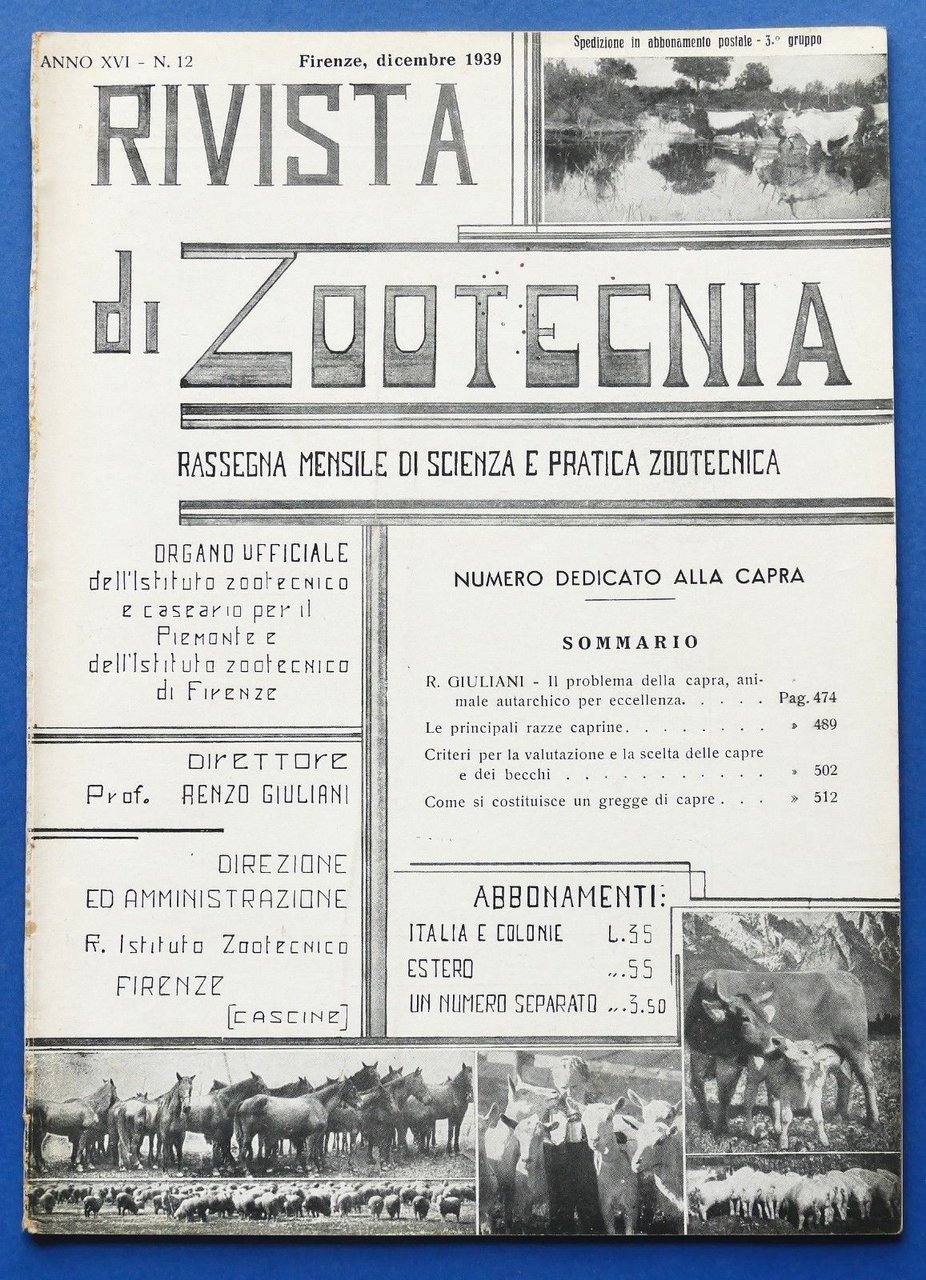 ANNO XVI - N. 12
Firenze, dicembre 1939
Spedizione in abbonamento postale - 3.° gruppo
RIVISTA
di ZOOTECNIA
RASSEGNA MENSILE DI SCIENZA E PRATICA ZOOTECNICA
ORGANO UFFICIALE
dell'Istituto zootecnico
e caseario per il
Piemonte e
dell'Istituto zootecnico
di Firenze
DIRETTORE
Prof. RENZO GIULIANI
DIREZIONE
ED AMMINISTRAZIONE
R. Istituto Zootecnico
FIRENZE
[CASCINE]
NUMERO DEDICATO ALLA CAPRA
SOMMARIO
R. GIULIANI - Il problema della capra, ani-
male autarchico per eccellenza. . . . . Pag. 474
Le principali razze caprine. . . . . . . . » 489
Criteri per la valutazione e la scelta delle capre
e dei becchi . . . . . . . . . . . » 502
Come si costituisce un gregge di capre . . . » 512
ABBONAMENTI:
ITALIA E COLONIE L. 35
ESTERO „. 55
UN NUMERO SEPARATO „. 3.50